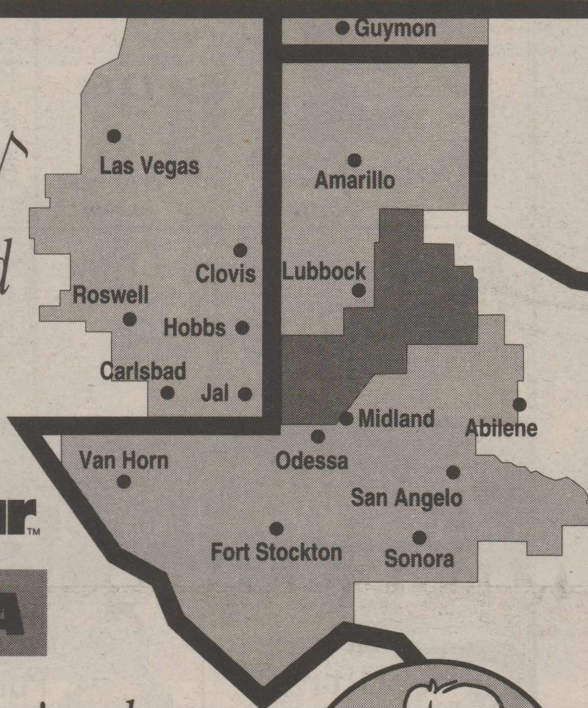 Guymon
Las Vegas
Amarillo
d
Clovis
Lubbock
Roswell
Hobbs
Carlsbad
Jal
Midland
Abilene
Van Horn
Odessa
San Angelo
ur™
Fort Stockton
Sonora
A